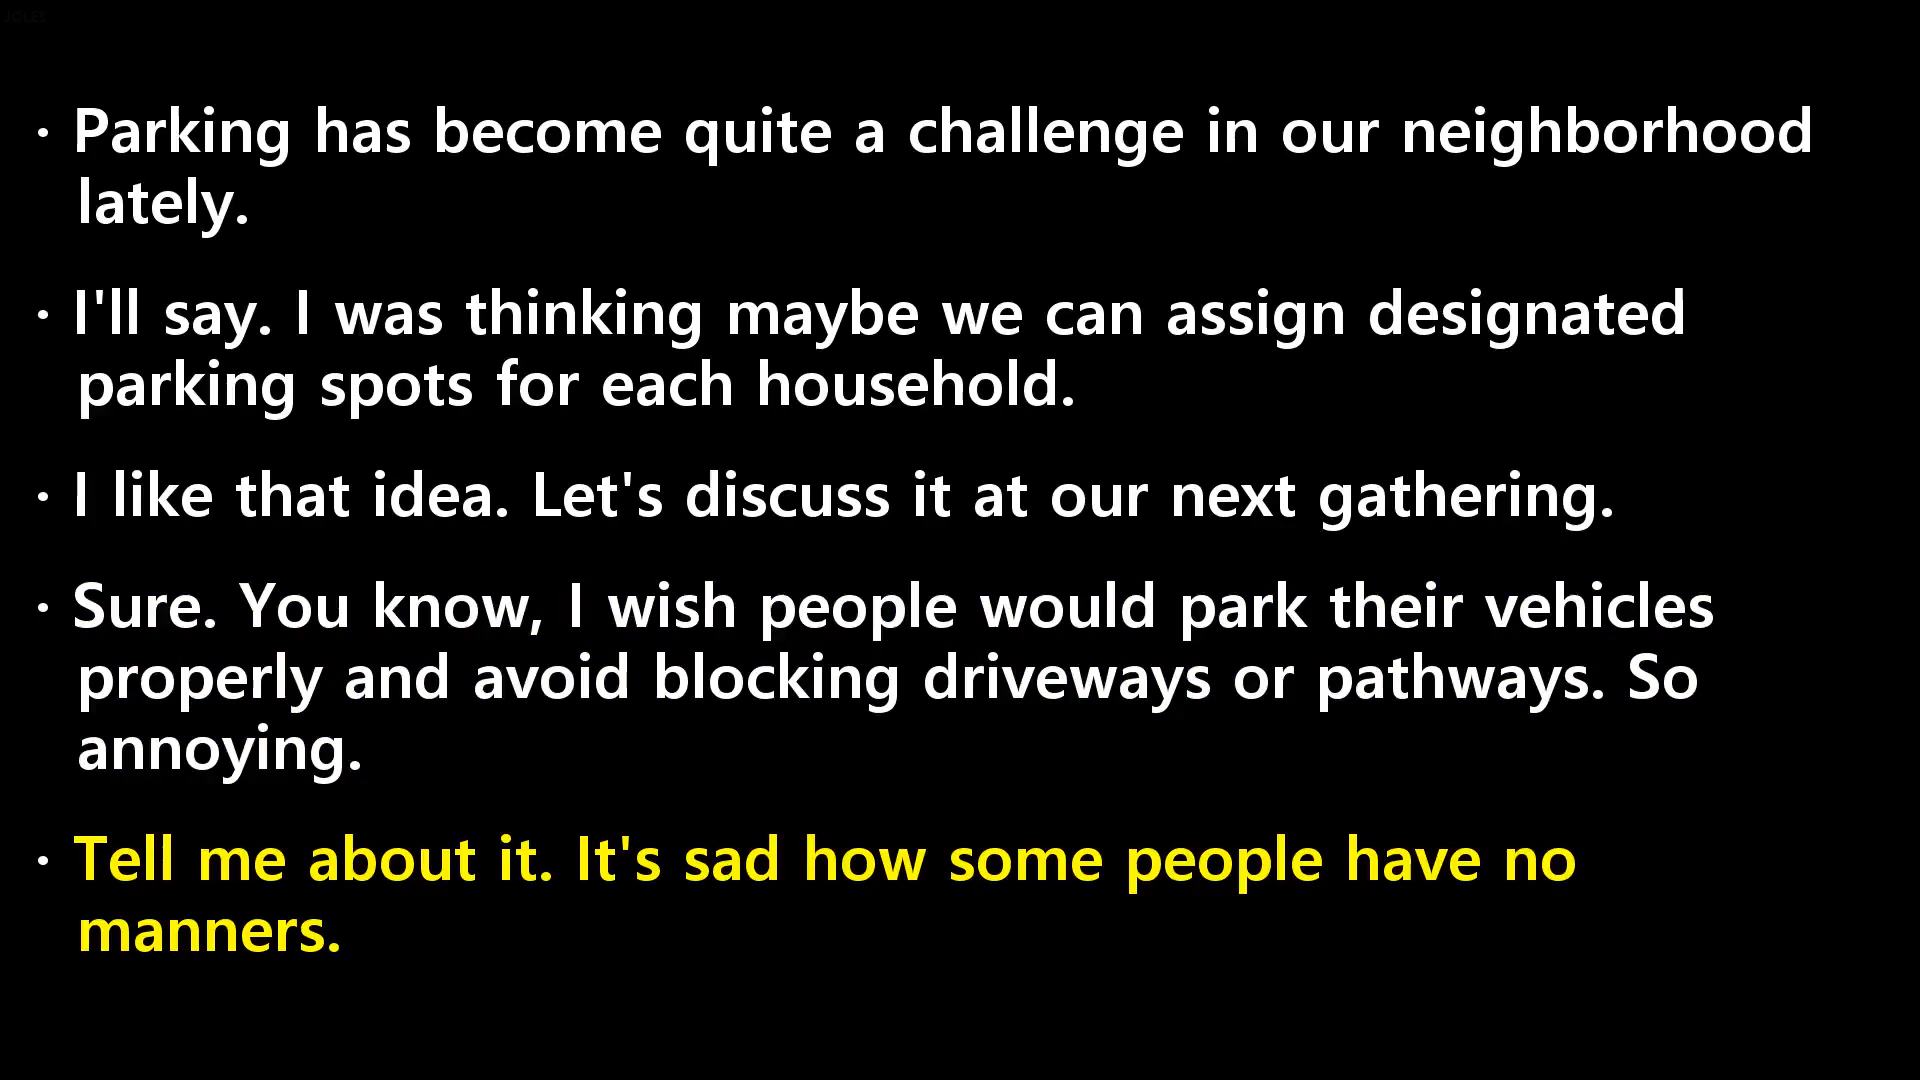 · Parking has become quite a challenge in our neighborhood
lately.
· I'll say. I was thinking maybe we can assign designated
parking spots for each household.
· I like that idea. Let's discuss it at our next gathering.
· Sure. You know, I wish people would park their vehicles
properly and avoid blocking driveways or pathways. So
annoying.
· Tell me about it. It's sad how some people have no
manners.